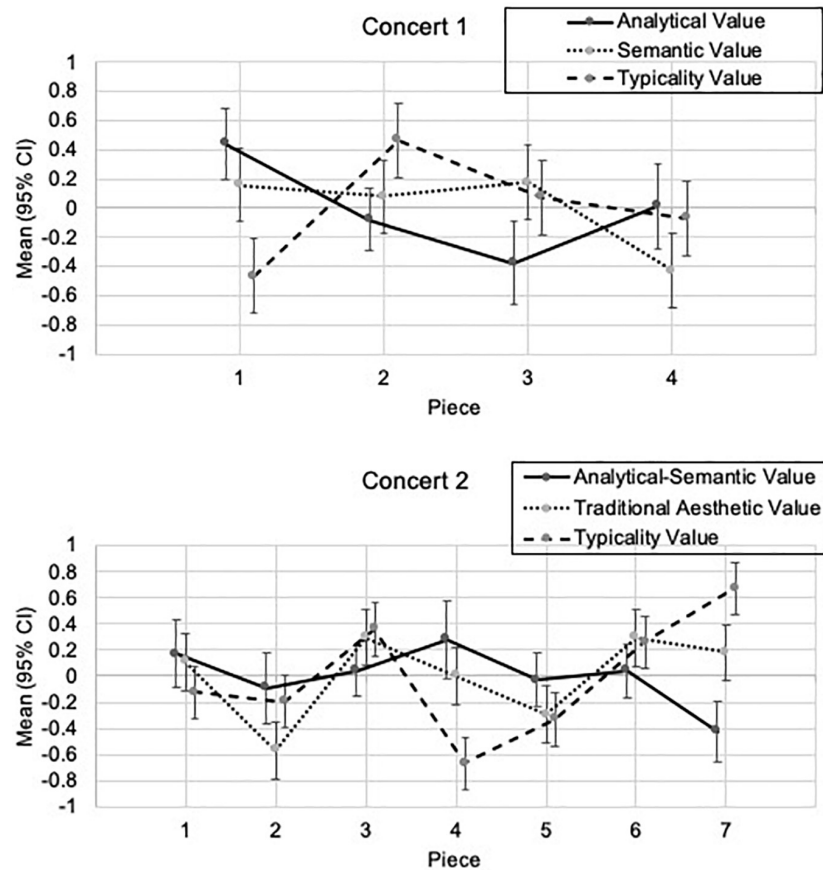 Concert 1
Analytical Value
Semantic Value
Typicality Value
Mean (95% CI)
1
0.8
0.6
0.4
0.2
0
-0.2
-0.4
-0.6
-0.8
-1
1 2 3 4
Piece
Concert 2
Analytical-Semantic Value
Traditional Aesthetic Value
Typicality Value
Mean (95% CI)
1
0.8
0.6
0.4
0.2
0
-0.2
-0.4
-0.6
-0.8
-1
1 2 3 4 5 6 7
Piece